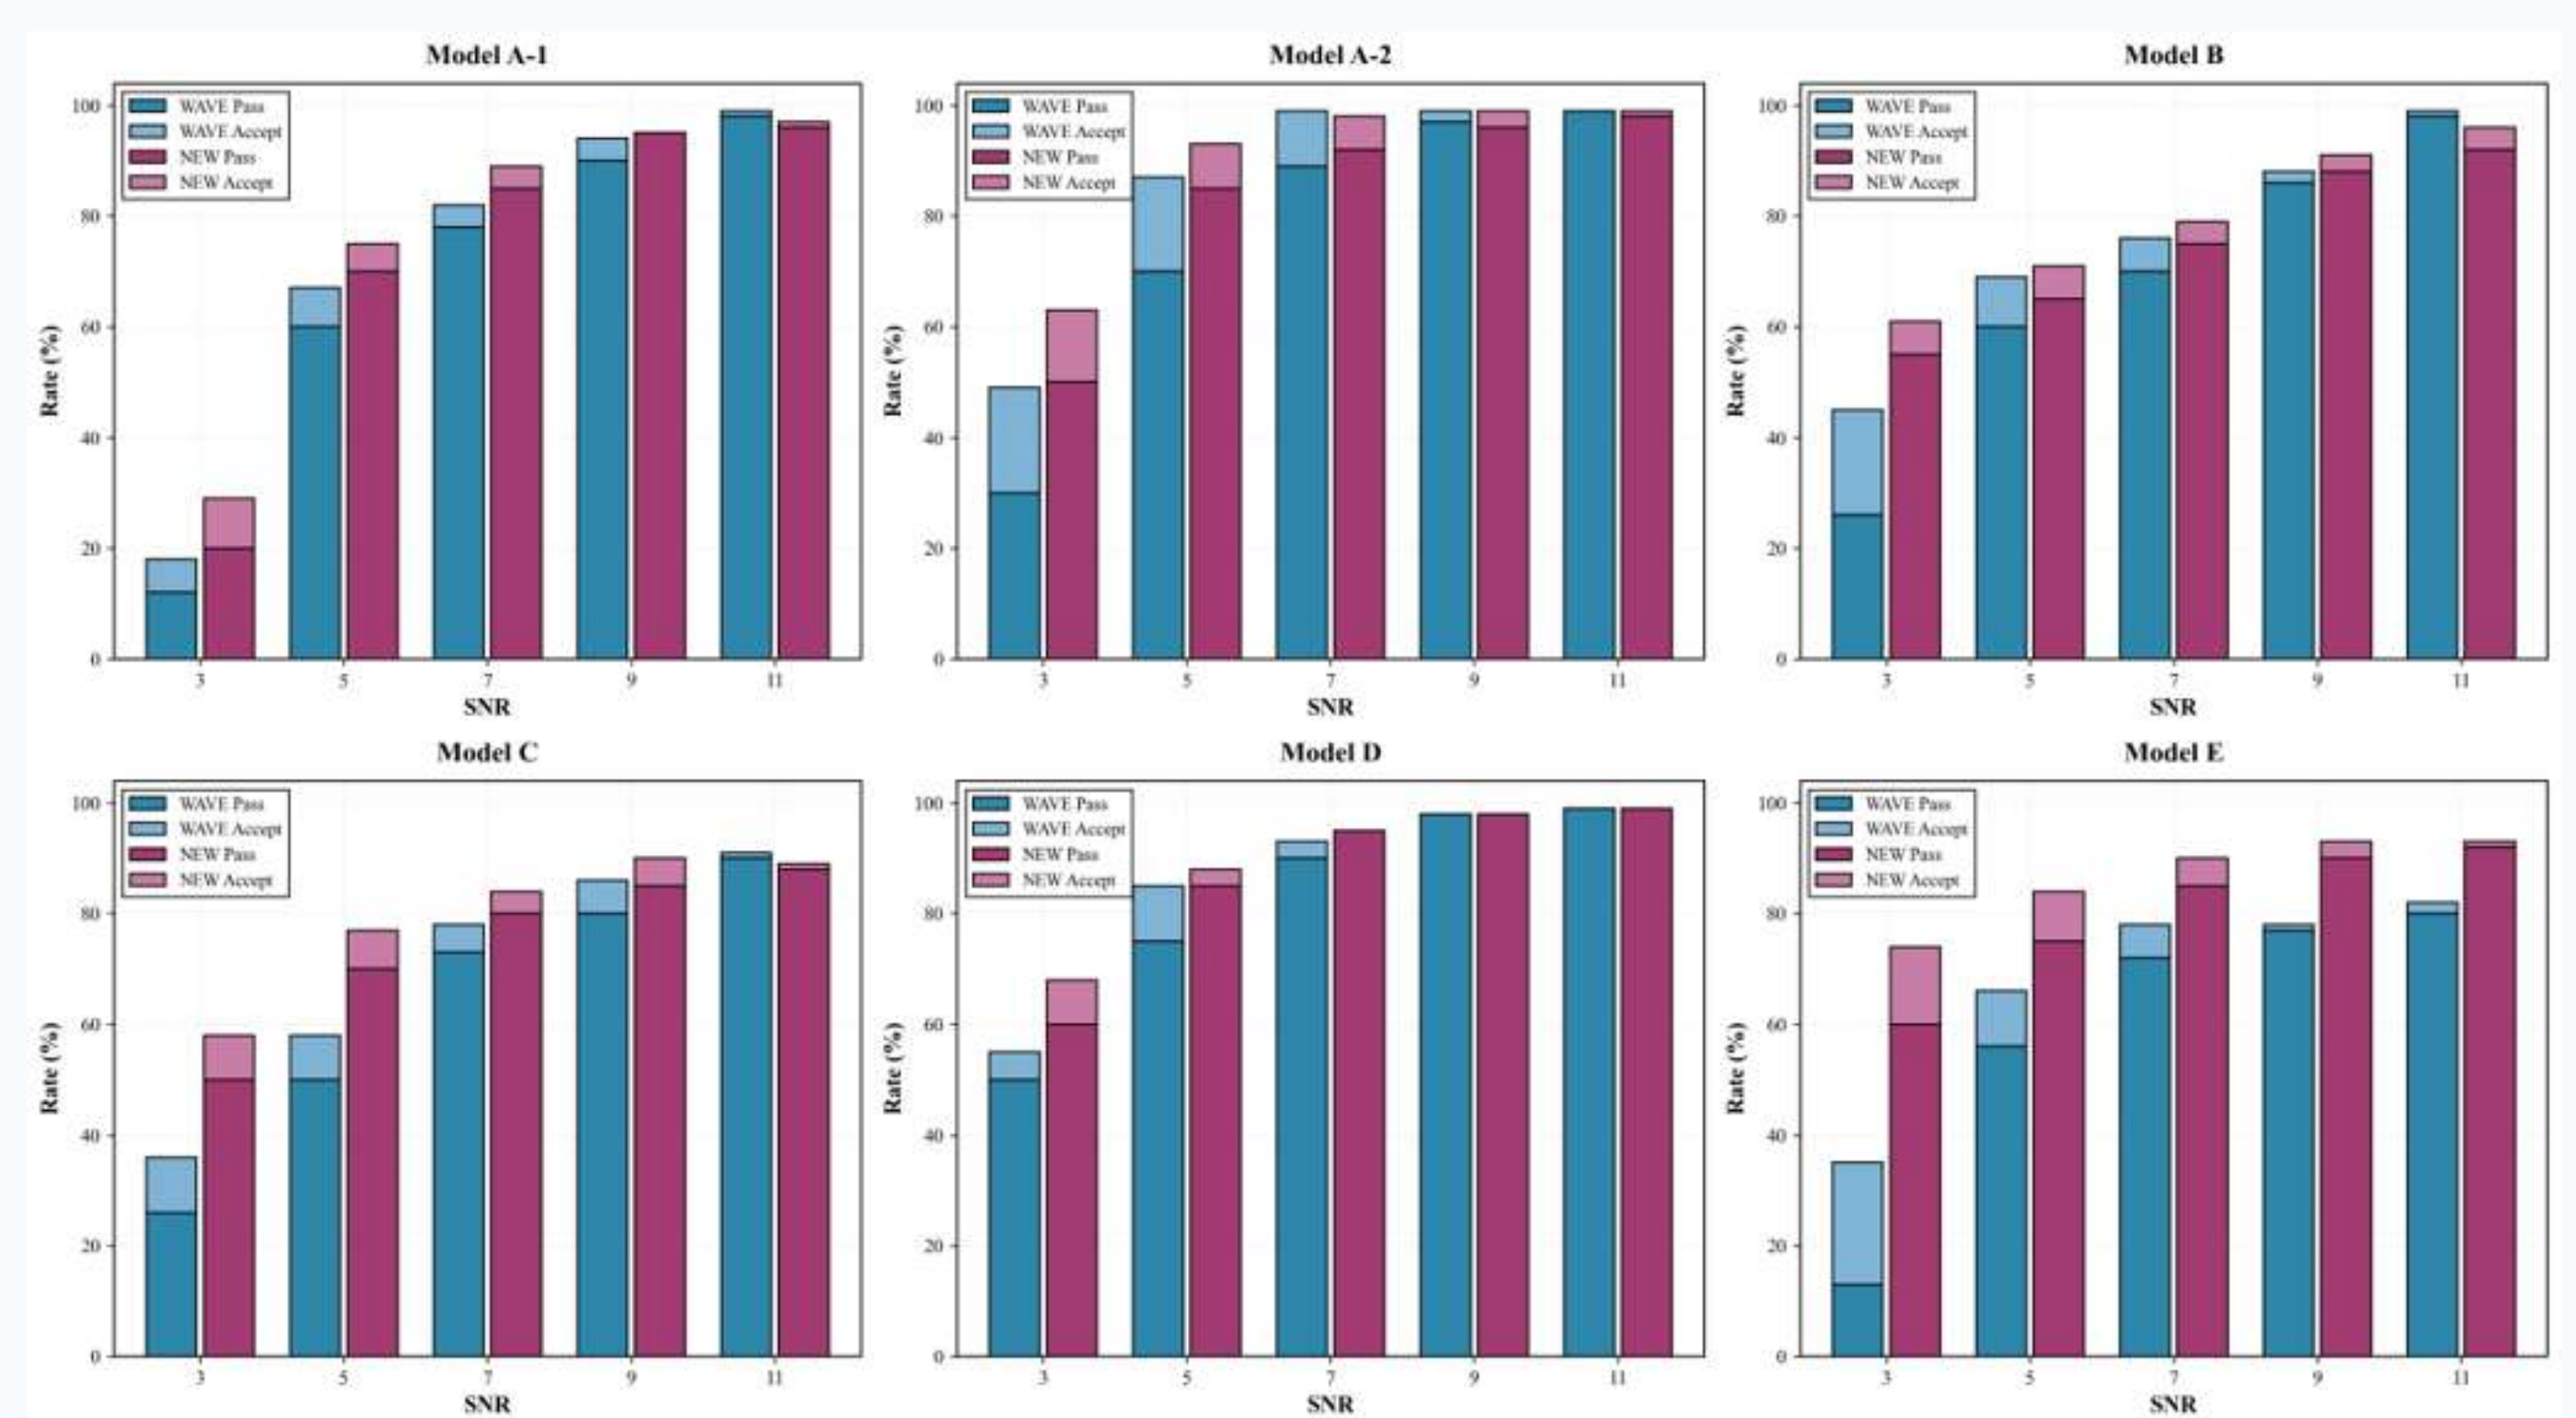 Model A-1
WAVE Pass
WAVE Accept
NEW Pass
NEW Accept
100
80
60
40
20
0
Rate (%)
3 5 7 9 11
SNR
Model A-2
WAVE Pass
WAVE Accept
NEW Pass
NEW Accept
100
80
60
40
20
0
Rate (%)
3 5 7 9 11
SNR
Model B
WAVE Pass
WAVE Accept
NEW Pass
NEW Accept
100
80
60
40
20
0
Rate (%)
3 5 7 9 11
SNR
Model C
WAVE Pass
WAVE Accept
NEW Pass
NEW Accept
100
80
60
40
20
0
Rate (%)
3 5 7 9 11
SNR
Model D
WAVE Pass
WAVE Accept
NEW Pass
NEW Accept
100
80
60
40
20
0
Rate (%)
3 5 7 9 11
SNR
Model E
WAVE Pass
WAVE Accept
NEW Pass
NEW Accept
100
80
60
40
20
0
Rate (%)
3 5 7 9 11
SNR